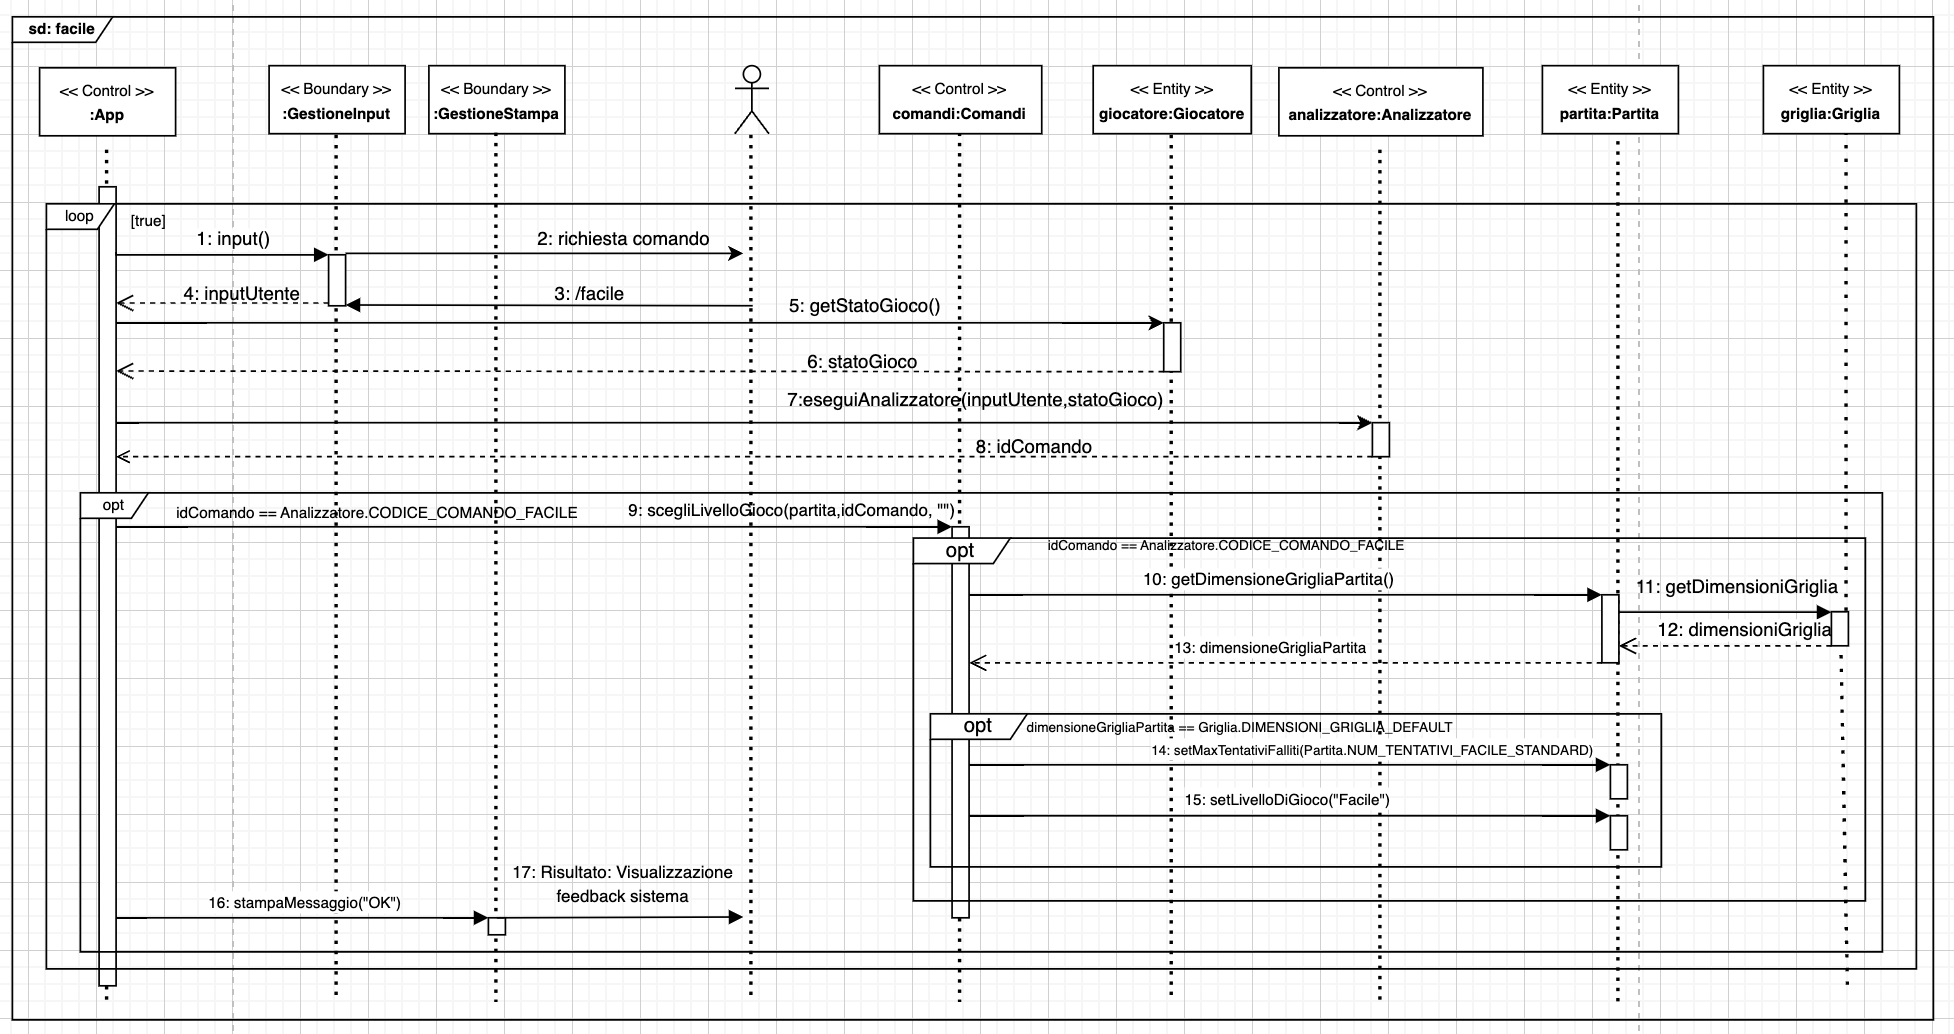 sd: facile
<< Control >>
:App
<< Boundary >>
:GestioneInput
<< Boundary >>
:GestioneStampa
<< Control >>
comandi:Comandi
<< Entity >>
giocatore:Giocatore
<< Control >>
analizzatore:Analizzatore
<< Entity >>
partita:Partita
<< Entity >>
griglia:Griglia
loop
[true]
1: input()
2: richiesta comando
4: inputUtente
3: /facile
5: getStatoGioco()
6: statoGioco
7:eseguiAnalizzatore(inputUtente,statoGioco)
8: idComando
opt
idComando == Analizzatore.CODICE_COMANDO_FACILE
9: scegliLivelloGioco(partita,idComando, "")
opt
idComando == Analizzatore.CODICE_COMANDO_FACILE
10: getDimensioneGrigliaPartita()
11: getDimensioniGriglia
12: dimensioniGriglia
13: dimensioneGrigliaPartita
opt
dimensioneGrigliaPartita == Griglia.DIMENSIONI_GRIGLIA_DEFAULT
14: setMaxTentativiFalliti(Partita.NUM_TENTATIVI_FACILE_STANDARD)
15: setLivelloDiGioco("Facile")
17: Risultato: Visualizzazione
feedback sistema
16: stampaMessaggio("OK")